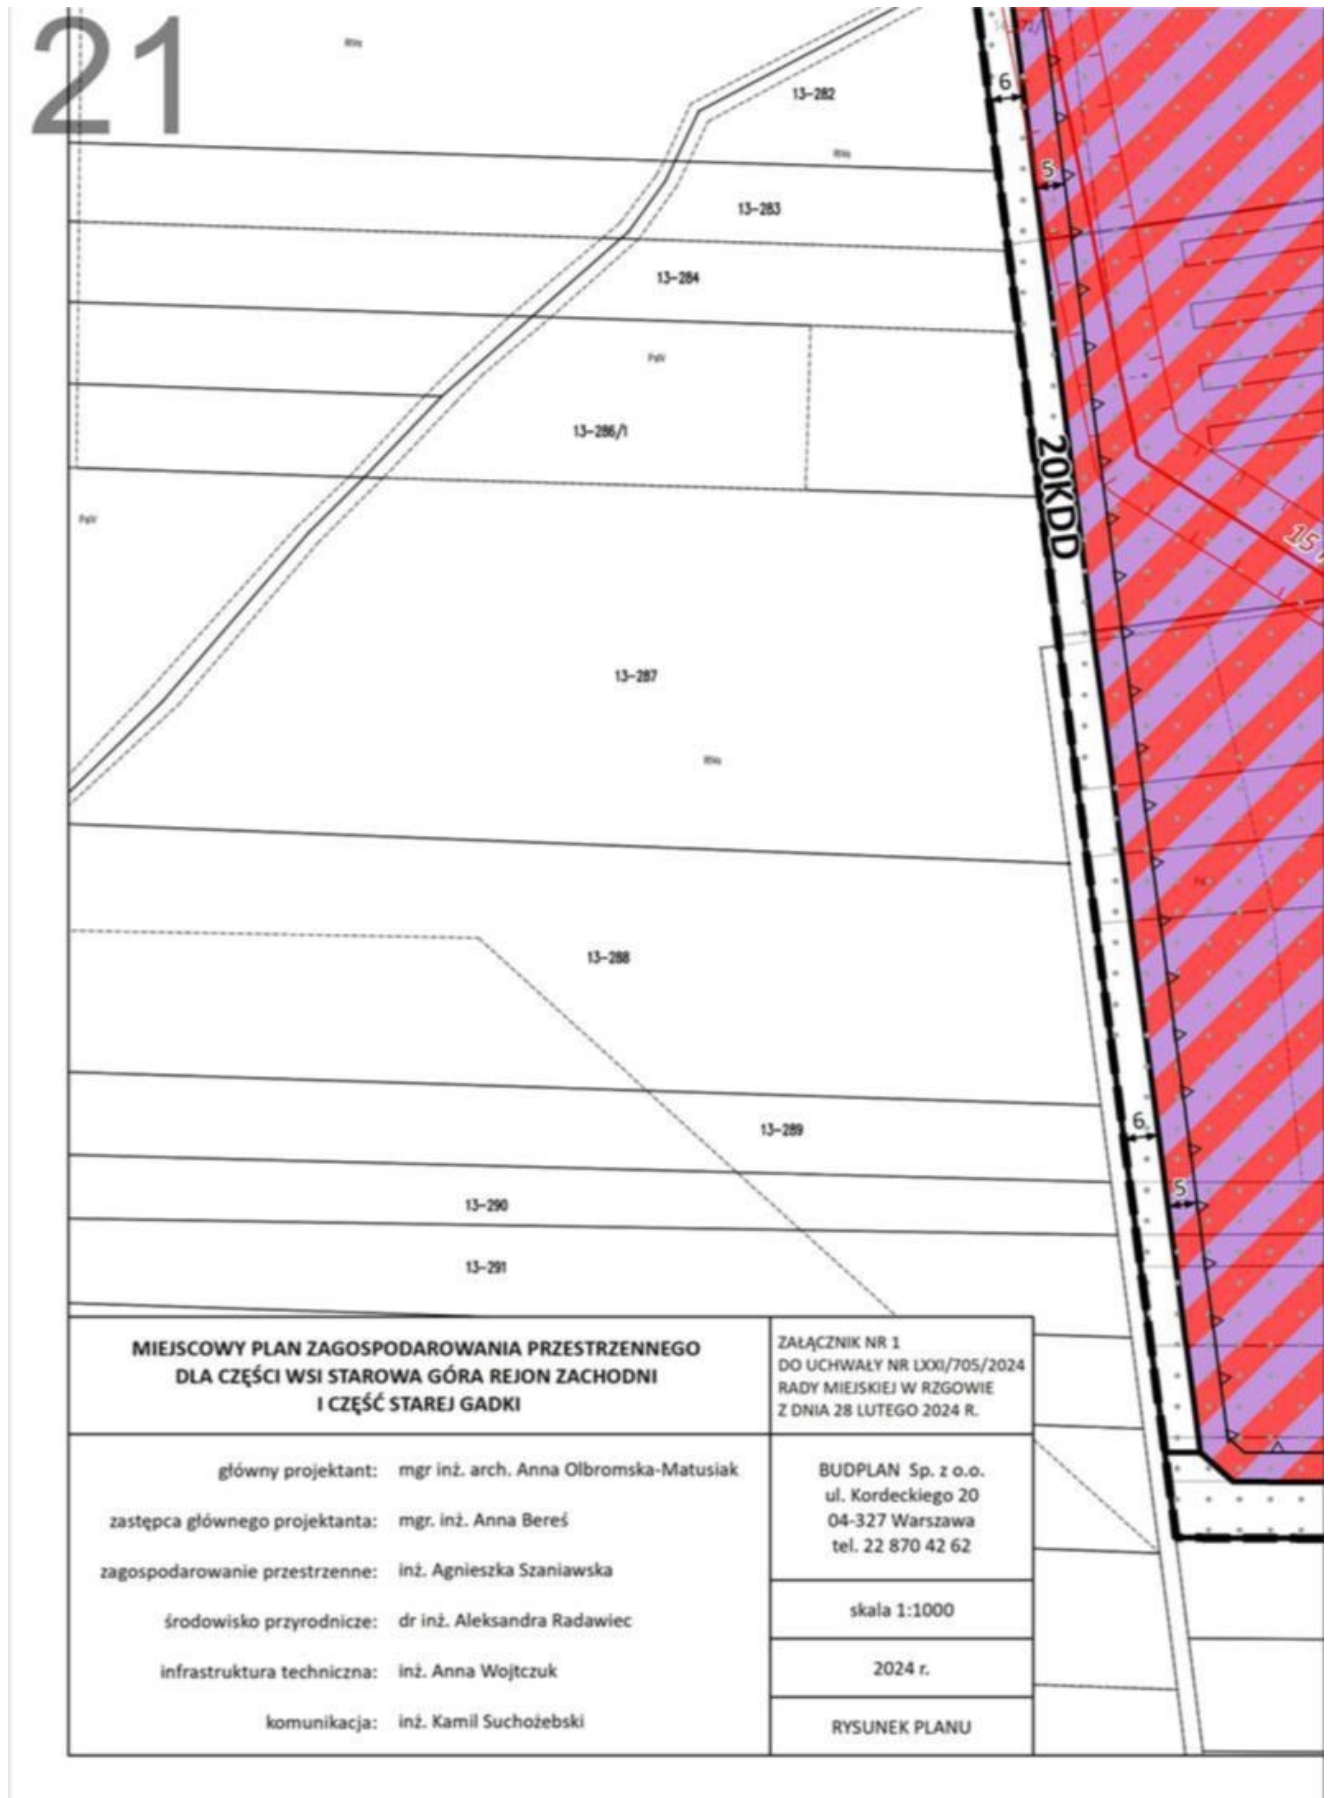 21
13-282
6
5
13-283
13-284
PsIV
13-286/1
20KDD
PsIV
15
13-287
13-288
13-289
6
5
13-290
13-291
MIEJSCOWY PLAN ZAGOSPODAROWANIA PRZESTRZENNEGO
DLA CZĘŚCI WSI STAROWA GÓRA REJON ZACHODNI
I CZĘŚĆ STAREJ GADKI
ZAŁĄCZNIK NR 1
DO UCHWAŁY NR LXXI/705/2024
RADY MIEJSKIEJ W RZGOWIE
Z DNIA 28 LUTEGO 2024 R.
główny projektant: mgr inż. arch. Anna Olbromska-Matusiak
zastępca głównego projektanta: mgr. inż. Anna Bereś
zagospodarowanie przestrzenne: inż. Agnieszka Szaniawska
środowisko przyrodnicze: dr inż. Aleksandra Radawiec
infrastruktura techniczna: inż. Anna Wojtczuk
komunikacja: inż. Kamil Suchożebski
BUDPLAN Sp. z o.o.
ul. Kordeckiego 20
04-327 Warszawa
tel. 22 870 42 62
skala 1:1000
2024 r.
RYSUNEK PLANU